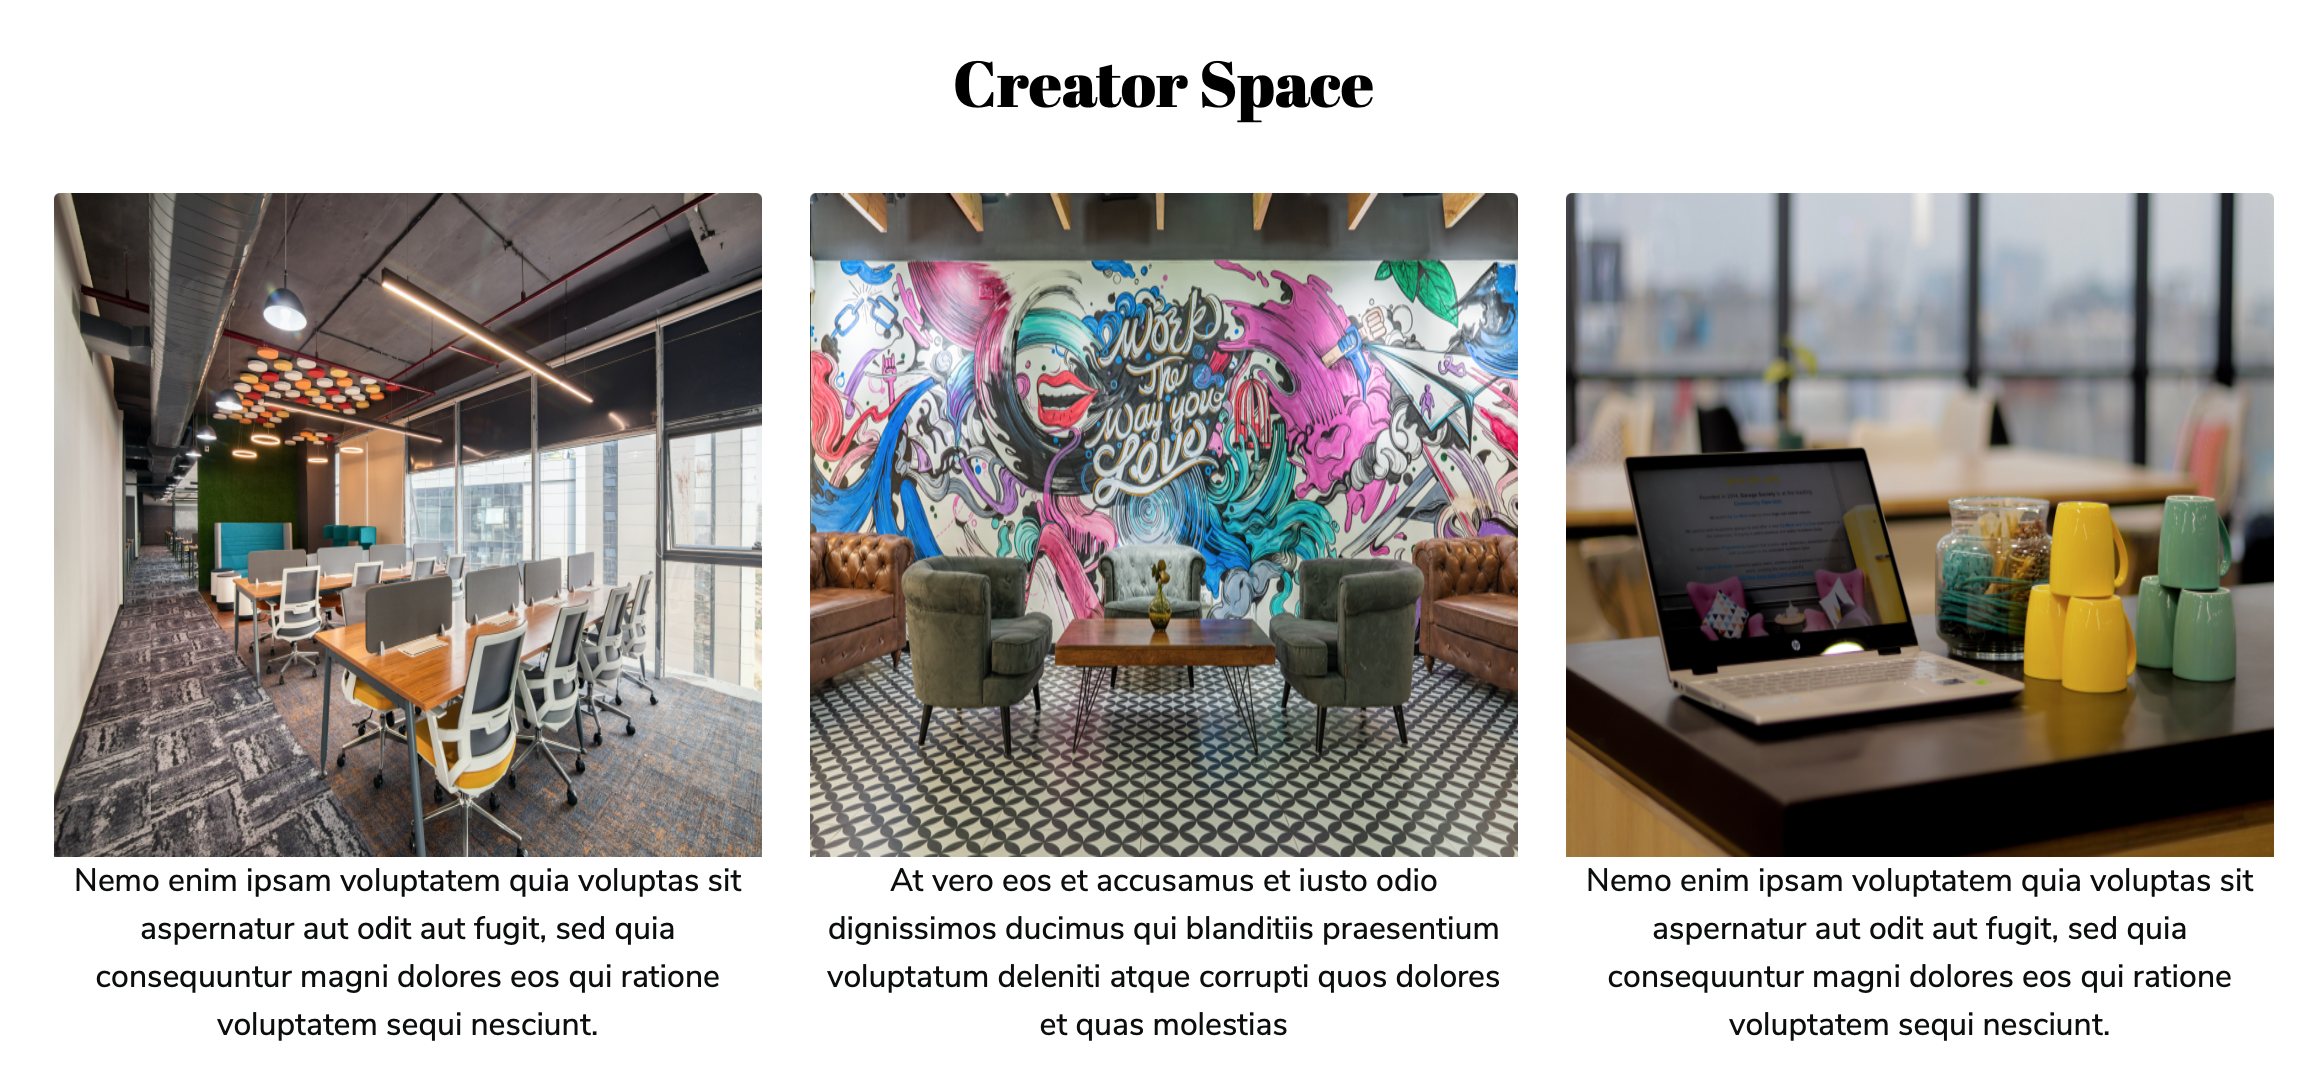 Creator Space
Work
The
way you
Love
hp
Nemo enim ipsam voluptatem quia voluptas sit
aspernatur aut odit aut fugit, sed quia
consequuntur magni dolores eos qui ratione
voluptatem sequi nesciunt.
At vero eos et accusamus et iusto odio
dignissimos ducimus qui blanditiis praesentium
voluptatum deleniti atque corrupti quos dolores
et quas molestias
Nemo enim ipsam voluptatem quia voluptas sit
aspernatur aut odit aut fugit, sed quia
consequuntur magni dolores eos qui ratione
voluptatem sequi nesciunt.